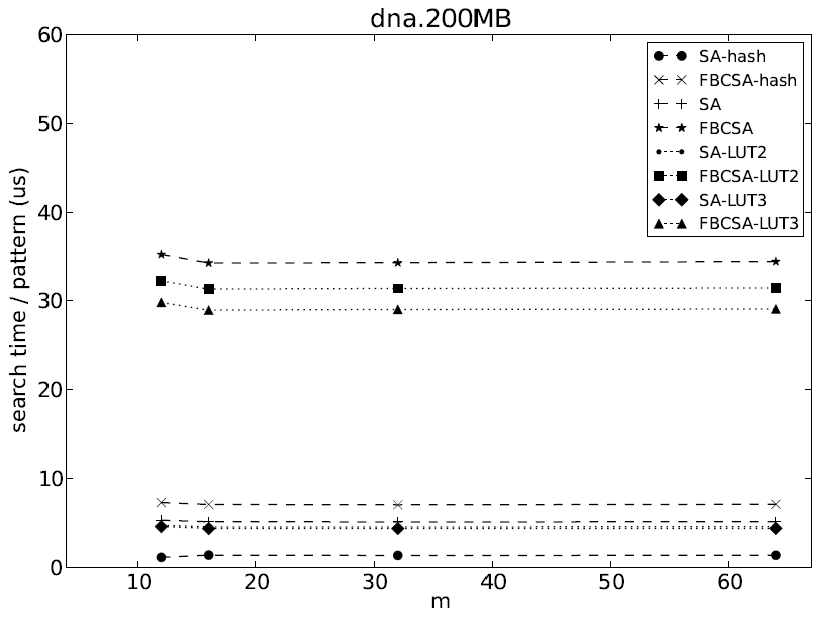 dna.200MB
60
50
40
30
20
10
0
search time / pattern (us)
SA-hash
FBCSA-hash
SA
FBCSA
SA-LUT2
FBCSA-LUT2
SA-LUT3
FBCSA-LUT3
10 20 30 40 50 60
m